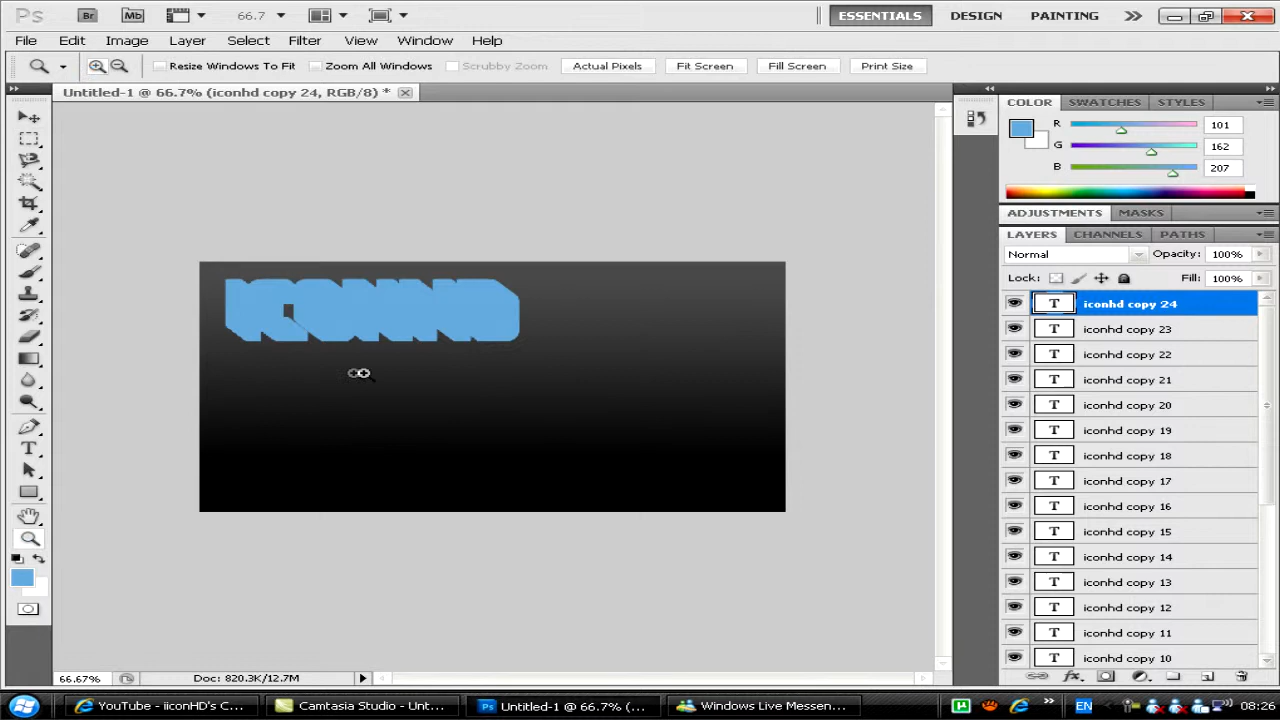 Ps Br Mb 66.7 ESSENTIALS DESIGN PAINTING
File Edit Image Layer Select Filter Analysis View Window Help
Resize Windows To Fit Zoom All Windows Scrubby Zoom Actual Pixels Fit Screen Fill Screen Print Size
Untitled-1 @ 66.7% (iconhd copy 24, RGB/8) *
COLOR SWATCHES STYLES
R 101
G 162
B 207
ADJUSTMENTS MASKS
LAYERS CHANNELS PATHS
Normal Opacity: 100%
Lock: Fill: 100%
T iconhd copy 24
T iconhd copy 23
T iconhd copy 22
T iconhd copy 21
T iconhd copy 20
T iconhd copy 19
T iconhd copy 18
T iconhd copy 17
T iconhd copy 16
T iconhd copy 15
T iconhd copy 14
T iconhd copy 13
T iconhd copy 12
T iconhd copy 11
T iconhd copy 10
ICONHD
66.67% Doc: 820.3K/12.7M
YouTube - iiconHD's C... Camtasia Studio - Unt... Untitled-1 @ 66.7% (... Windows Live Messen... EN 08:26